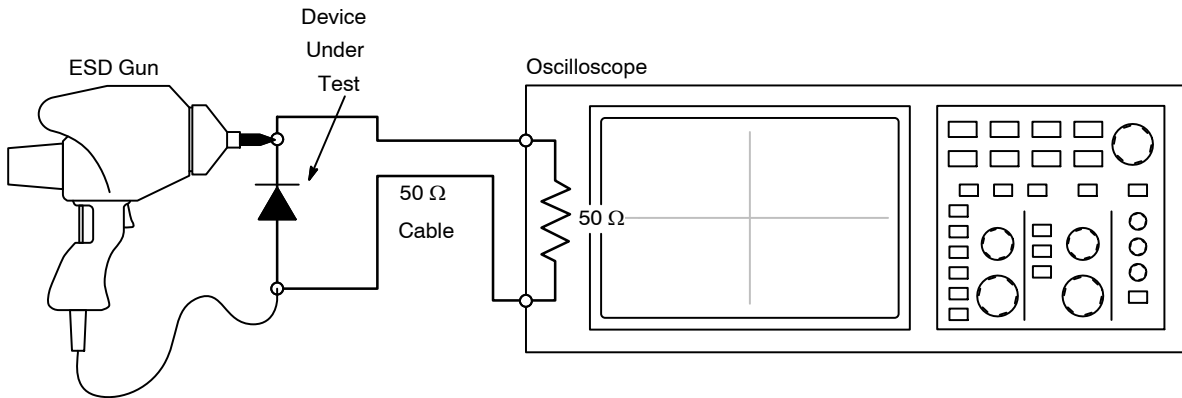 Device
Under
Test
ESD Gun
Oscilloscope
50 Ω
Cable
50 Ω